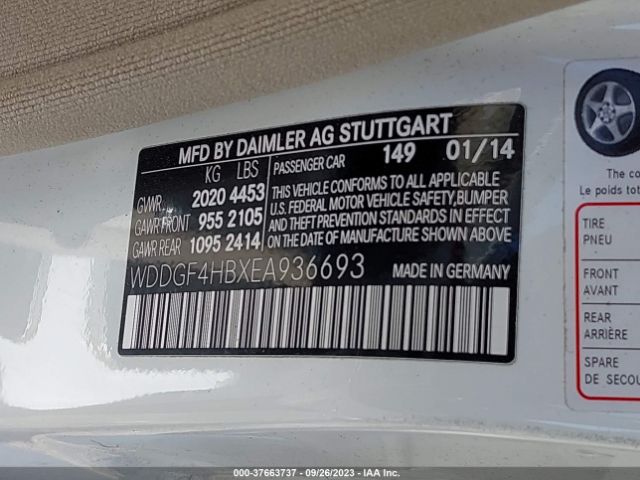 MFD BY DAIMLER AG STUTTGART
KG LBS PASSENGER CAR 149 01/14
GVWR 2020 4453
GAWR FRONT 955 2105
GAWR REAR 1095 2414
THIS VEHICLE CONFORMS TO ALL APPLICABLE
U.S. FEDERAL MOTOR VEHICLE SAFETY, BUMPER
AND THEFT PREVENTION STANDARDS IN EFFECT
ON THE DATE OF MANUFACTURE SHOWN ABOVE
WDDGF4HBXEA936693 MADE IN GERMANY
The co
Le poids tot
TIRE
PNEU
FRONT
AVANT
REAR
ARRIÈRE
SPARE
DE SECOU
000-37663737 - 09/26/2023 - IAA Inc.